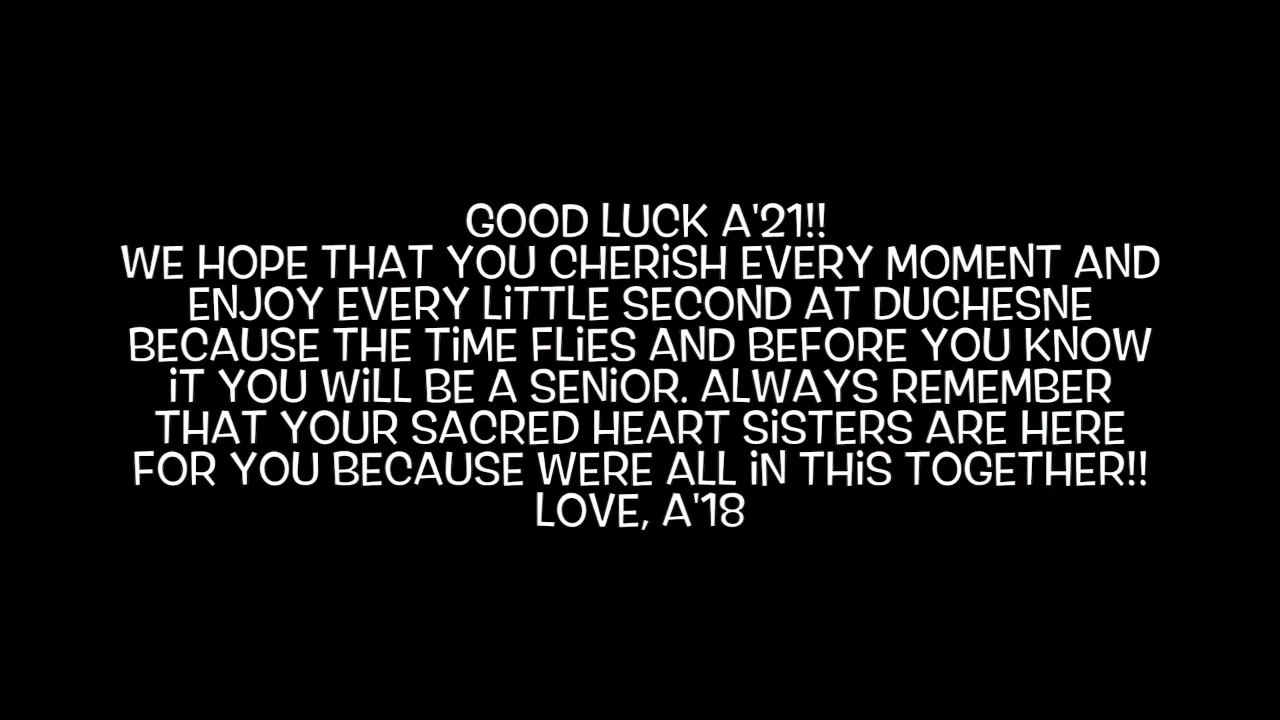 GOOD LUCK A'21!!
WE HOPE THAT YOU CHERiSH EVERY MOMENT AND
ENJOY EVERY LiTTLE SECOND AT DUCHESNE
BECAUSE THE TiME FLiES AND BEFORE YOU KNOW
iT YOU WiLL BE A SENiOR. ALWAYS REMEMBER
THAT YOUR SACRED HEART SiSTERS ARE HERE
FOR YOU BECAUSE WERE ALL iN THiS TOGETHER!!
LOVE, A'18